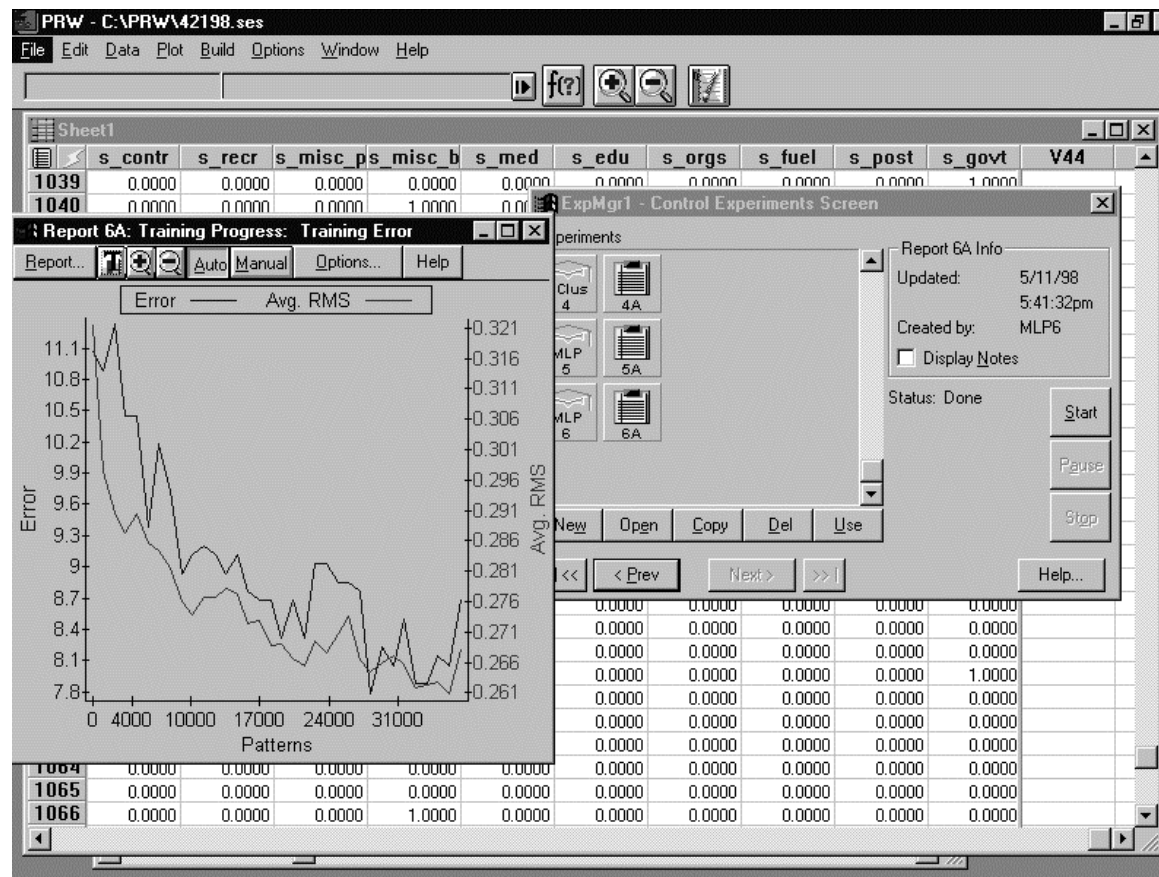 PRW - C:\PRW\42198.ses
File Edit Data Plot Build Options Window Help
f(?)
Sheet1
s_contr s_recr s_misc_p s_misc_b s_med s_edu s_orgs s_fuel s_post s_govt V44
1039 0.0000 0.0000 0.0000 0.0000 0.0000 0.0000 0.0000 0.0000 0.0000 1.0000
1040 0.0000 0.0000 0.0000 1.0000
ExpMgr1 - Control Experiments Screen
periments
Clus 4
4A
MLP 5
5A
MLP 6
6A
Report 6A Info
Updated: 5/11/98
5:41:32pm
Created by: MLP6
Display Notes
Status: Done
Start
Pause
Stop
New Open Copy Del Use
<< < Prev Next > >>|
Help...
Report 6A: Training Progress: Training Error
Report... T Auto Manual Options... Help
Error Avg. RMS
11.1
10.8
10.5
10.2
9.9
9.6
9.3
9
8.7
8.4
8.1
7.8
Error
0.321
0.316
0.311
0.306
0.301
0.296
0.291
0.286
0.281
0.276
0.271
0.266
0.261
Avg. RMS
0 4000 10000 17000 24000 31000
Patterns
0.0000 0.0000 0.0000 0.0000 0.0000
0.0000 0.0000 0.0000 0.0000 0.0000
0.0000 0.0000 0.0000 0.0000 0.0000
0.0000 0.0000 0.0000 0.0000 1.0000
0.0000 0.0000 0.0000 0.0000 0.0000
0.0000 0.0000 0.0000 0.0000 0.0000
0.0000 0.0000 0.0000 0.0000 0.0000
1064 0.0000 0.0000 0.0000 0.0000 0.0000 0.0000 0.0000 0.0000 0.0000 0.0000
1065 0.0000 0.0000 0.0000 0.0000 0.0000 0.0000 0.0000 0.0000 0.0000 0.0000
1066 0.0000 0.0000 0.0000 1.0000 0.0000 0.0000 0.0000 0.0000 0.0000 0.0000